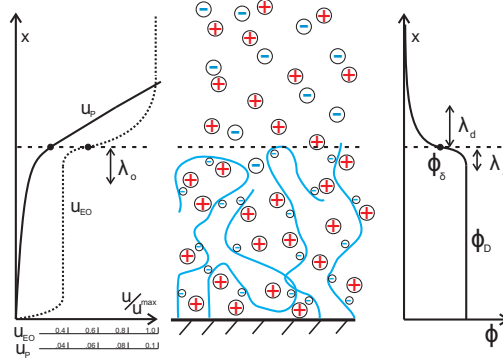 x
u_P
λ_o
u_EO
u/u^max
u_EO 0.4 0.6 0.8 1.0
u_P .04 .06 .08 0.1
x
x
λ_d
ϕ_δ
λ
ϕ_D
ϕ